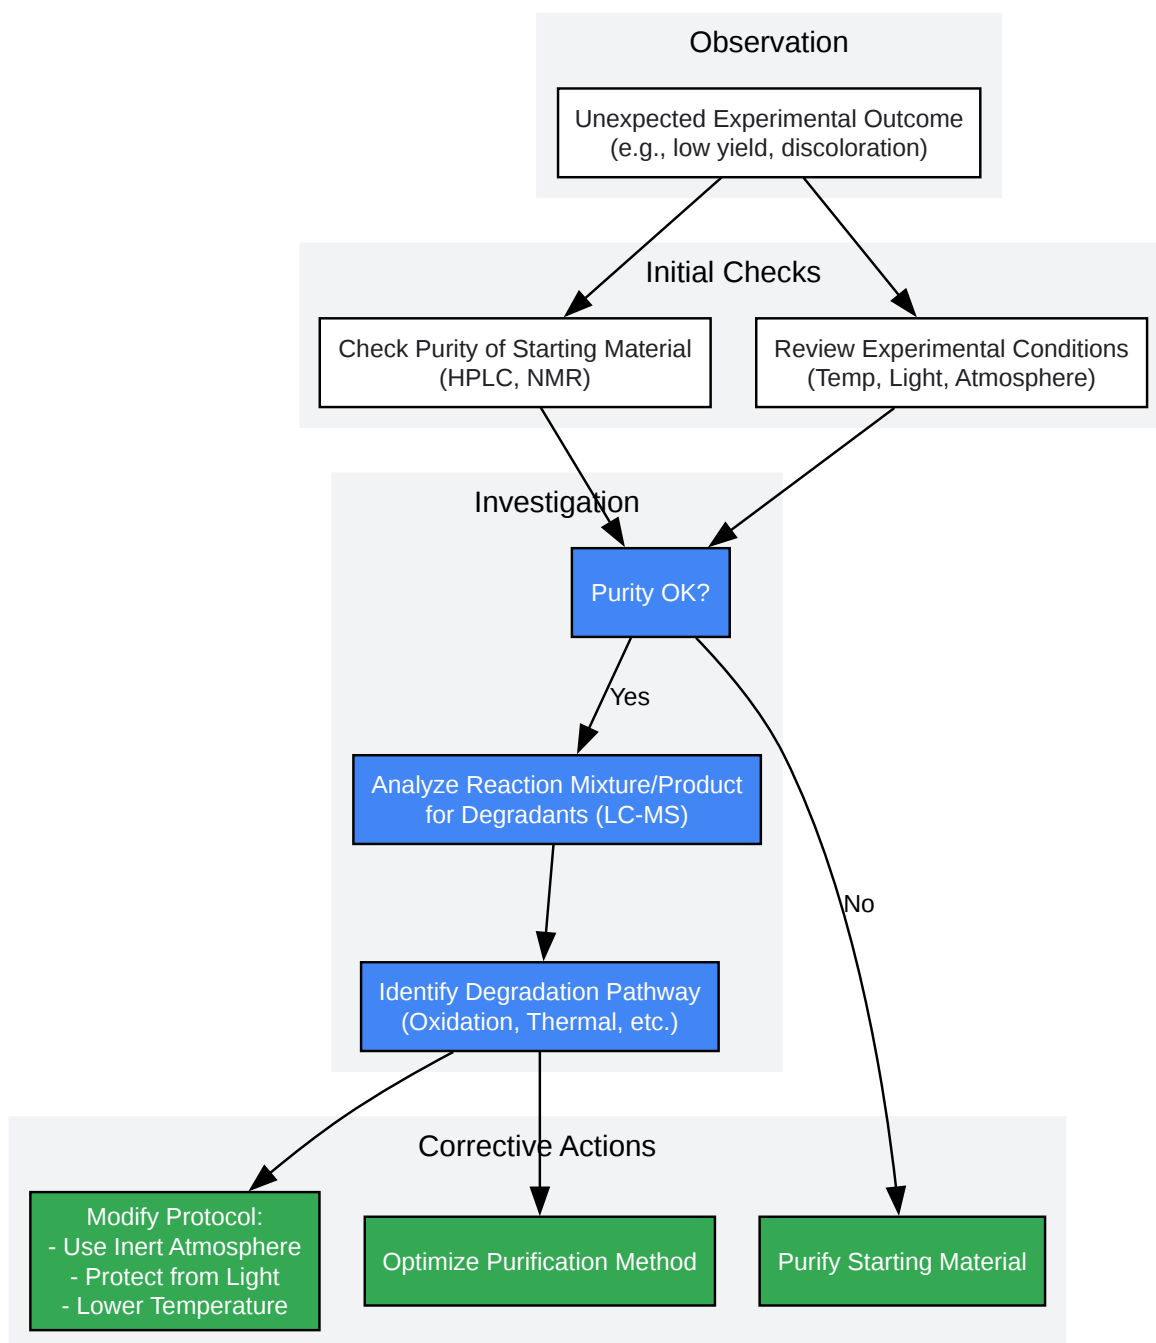 Observation
Unexpected Experimental Outcome
(e.g., low yield, discoloration)
Initial Checks
Check Purity of Starting Material
(HPLC, NMR)
Review Experimental Conditions
(Temp, Light, Atmosphere)
Investigation
Purity OK?
Yes
Analyze Reaction Mixture/Product
for Degradants (LC-MS)
No
Identify Degradation Pathway
(Oxidation, Thermal, etc.)
Corrective Actions
Modify Protocol:
- Use Inert Atmosphere
- Protect from Light
- Lower Temperature
Optimize Purification Method
Purify Starting Material